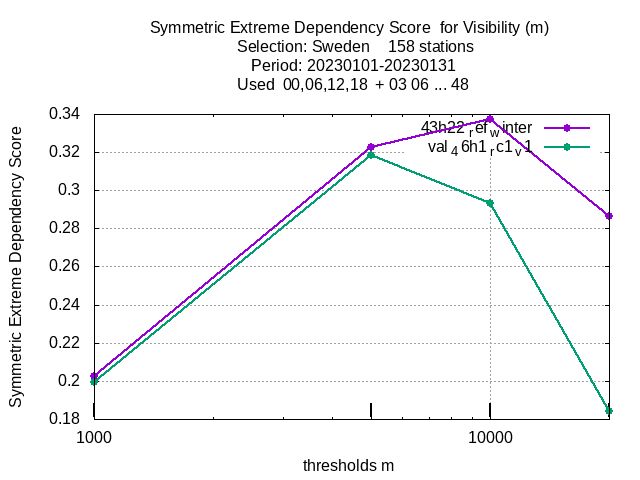 Symmetric Extreme Dependency Score for Visibility (m)
Selection: Sweden 158 stations
Period: 20230101-20230131
Used 00,06,12,18 + 03 06 ... 48
Symmetric Extreme Dependency Score
0.34
0.32
0.3
0.28
0.26
0.24
0.22
0.2
0.18
43h22refwinter
val46h1rc1v1
1000
10000
thresholds m